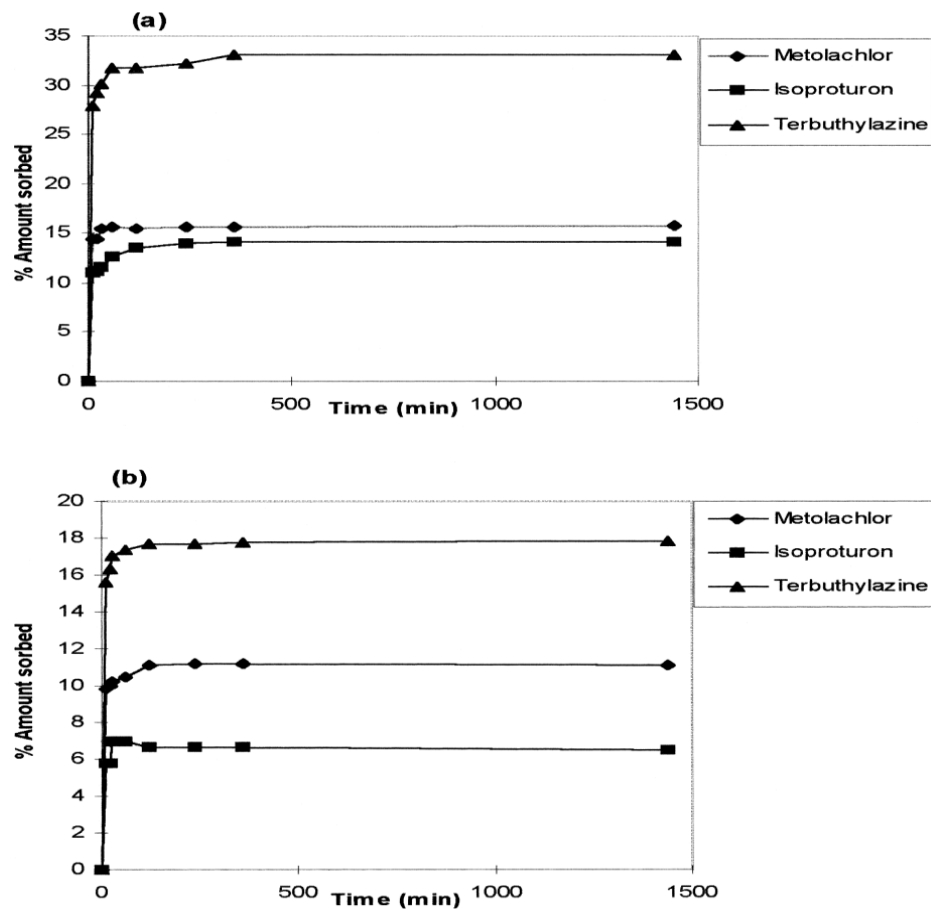 (a)
35
30
25
20
15
10
5
0
% Amount sorbed
0
500
1000
1500
Time (min)
Metolachlor
Isoproturon
Terbuthylazine
(b)
20
18
16
14
12
10
8
6
4
2
0
% Amount sorbed
0
500
1000
1500
Time (min)
Metolachlor
Isoproturon
Terbuthylazine